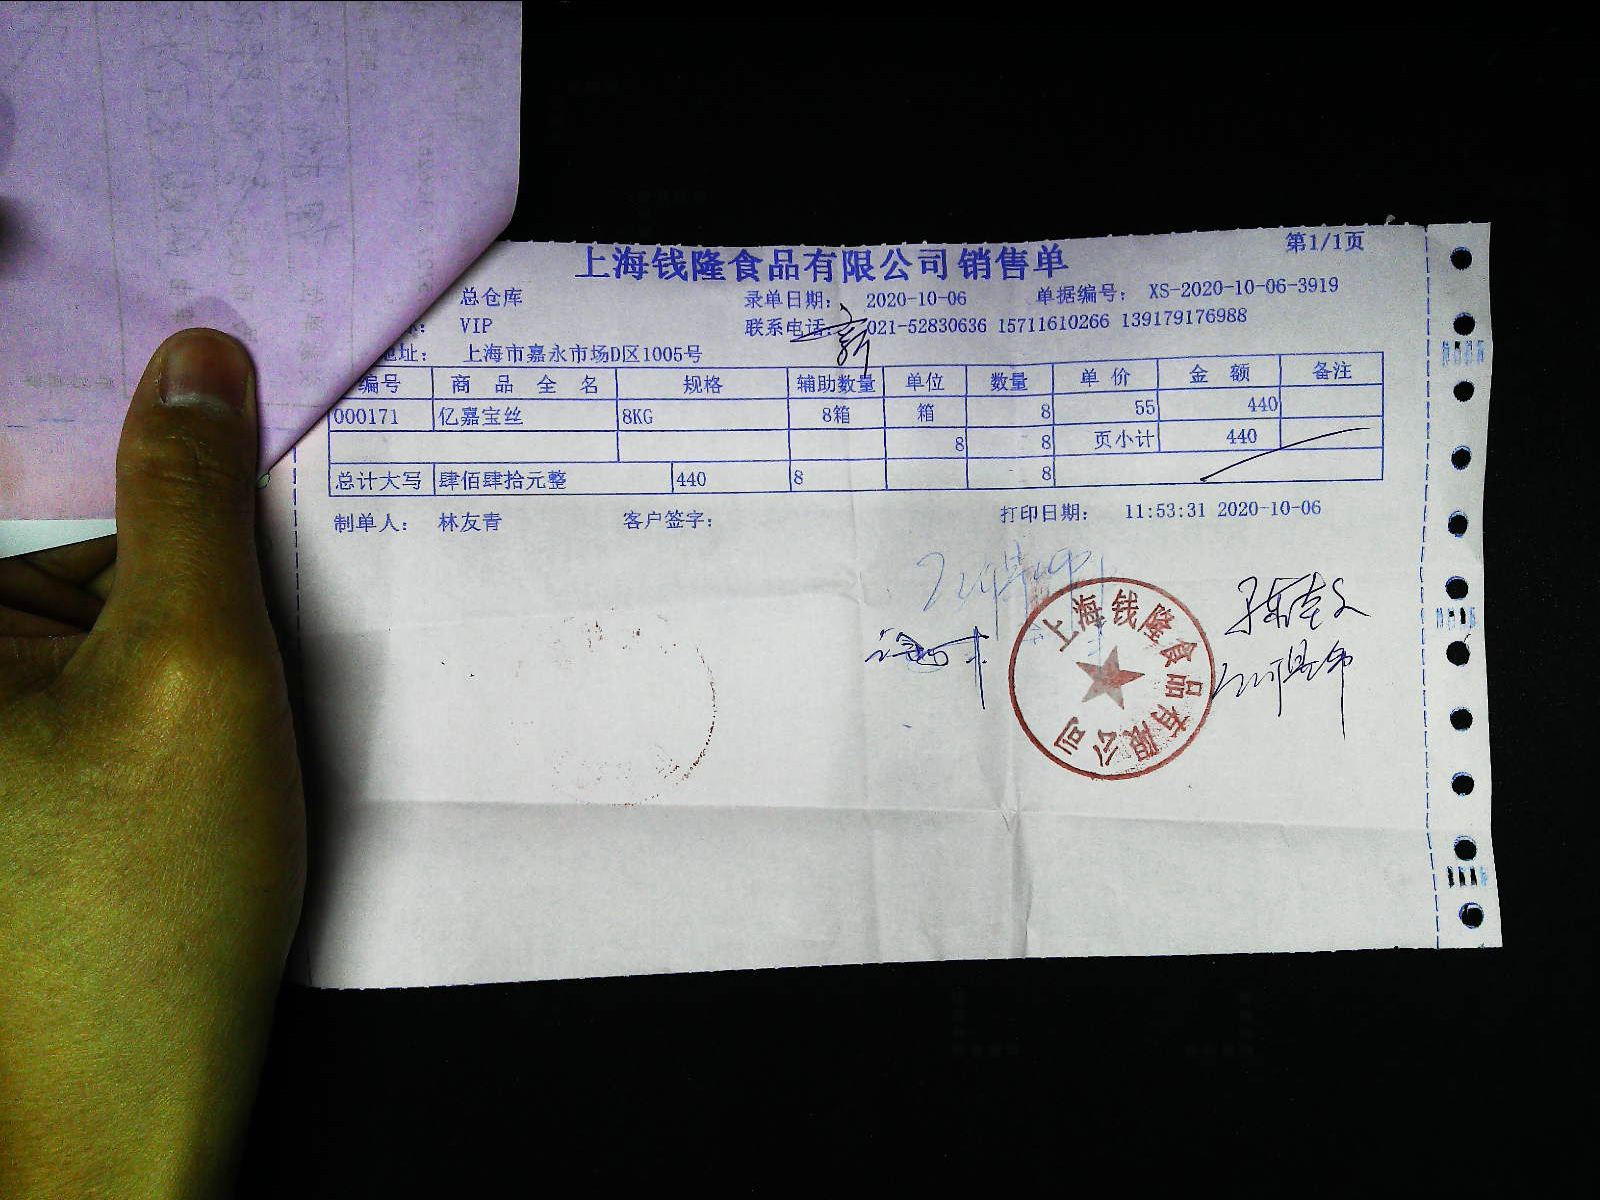 上海钱隆食品有限公司 销售单
第1/1页
总仓库 录单日期： 2020-10-06 单据编号： XS-2020-10-06-3919
VIP 联系电话： 021-52830636 15711610266 139179176988
地址： 上海市嘉永市场D区1005号
编号 商品全名 规格 辅助数量 单位 数量 单价 金额 备注
000171 亿嘉宝丝 8KG 8箱 箱 8 55 440
8 8 页小计 440
总计大写 肆佰肆拾元整 440 8 8
制单人： 林友青 客户签字： 打印日期： 11:53:31 2020-10-06
上海钱隆食品有限公司